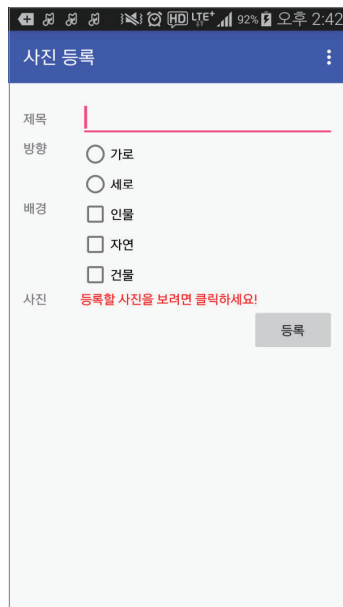 HD LTE+ 92% 오후 2:42
사진 등록
제목
방향 가로
세로
배경 인물
자연
건물
사진 등록할 사진을 보려면 클릭하세요!
등록